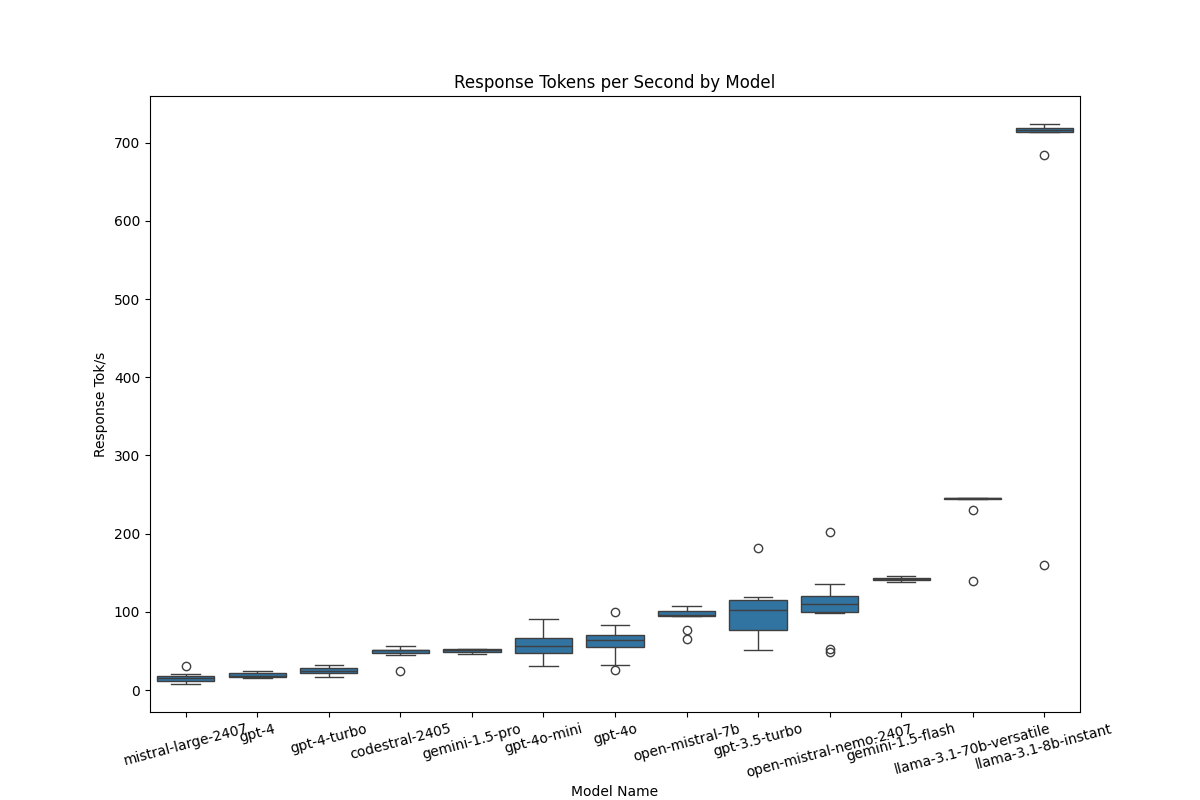 Response Tokens per Second by Model
700
600
500
400
300
200
100
0
Response Tok/s
mistral-large-2407
gpt-4
gpt-4-turbo
codestral-2405
gemini-1.5-pro
gpt-4o-mini
gpt-4o
open-mistral-7b
gpt-3.5-turbo
open-mistral-nemo-2407
gemini-1.5-flash
llama-3.1-70b-versatile
llama-3.1-8b-instant
Model Name